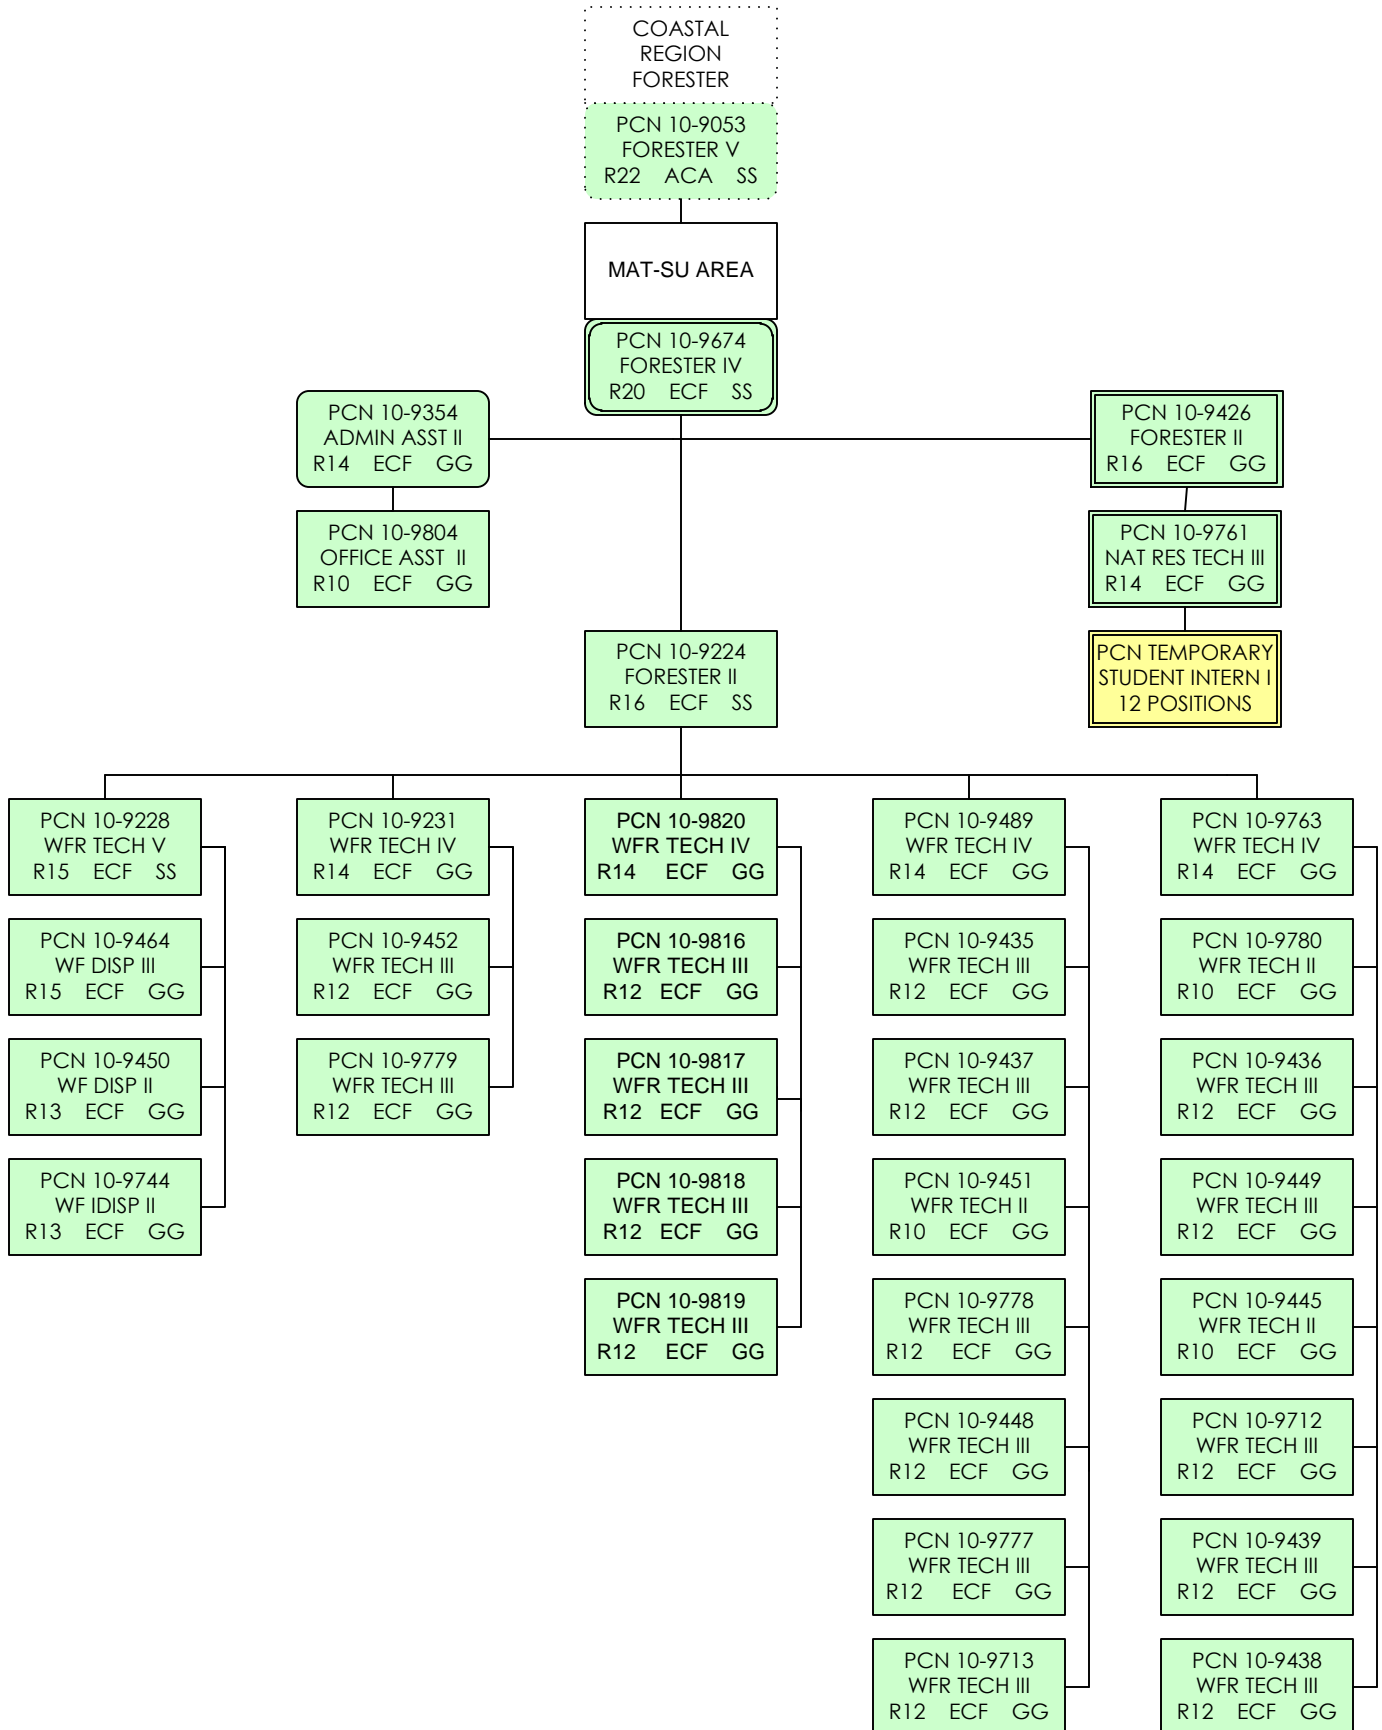 COASTAL
REGION
FORESTER
PCN 10-9053
FORESTER V
R22 ACA SS
MAT-SU AREA
PCN 10-9674
FORESTER IV
R20 ECF SS
PCN 10-9354
ADMIN ASST II
R14 ECF GG
PCN 10-9426
FORESTER II
R16 ECF GG
PCN 10-9804
OFFICE ASST II
R10 ECF GG
PCN 10-9761
NAT RES TECH III
R14 ECF GG
PCN 10-9224
FORESTER II
R16 ECF SS
PCN TEMPORARY
STUDENT INTERN I
12 POSITIONS
PCN 10-9228
WFR TECH V
R15 ECF SS
PCN 10-9464
WF DISP III
R15 ECF GG
PCN 10-9450
WF DISP II
R13 ECF GG
PCN 10-9744
WF IDISP II
R13 ECF GG
PCN 10-9231
WFR TECH IV
R14 ECF GG
PCN 10-9452
WFR TECH III
R12 ECF GG
PCN 10-9779
WFR TECH III
R12 ECF GG
PCN 10-9820
WFR TECH IV
R14 ECF GG
PCN 10-9816
WFR TECH III
R12 ECF GG
PCN 10-9817
WFR TECH III
R12 ECF GG
PCN 10-9818
WFR TECH III
R12 ECF GG
PCN 10-9819
WFR TECH III
R12 ECF GG
PCN 10-9489
WFR TECH IV
R14 ECF GG
PCN 10-9435
WFR TECH III
R12 ECF GG
PCN 10-9437
WFR TECH III
R12 ECF GG
PCN 10-9451
WFR TECH II
R10 ECF GG
PCN 10-9778
WFR TECH III
R12 ECF GG
PCN 10-9448
WFR TECH III
R12 ECF GG
PCN 10-9777
WFR TECH III
R12 ECF GG
PCN 10-9713
WFR TECH III
R12 ECF GG
PCN 10-9763
WFR TECH IV
R14 ECF GG
PCN 10-9780
WFR TECH II
R10 ECF GG
PCN 10-9436
WFR TECH III
R12 ECF GG
PCN 10-9449
WFR TECH III
R12 ECF GG
PCN 10-9445
WFR TECH II
R10 ECF GG
PCN 10-9712
WFR TECH III
R12 ECF GG
PCN 10-9439
WFR TECH III
R12 ECF GG
PCN 10-9438
WFR TECH III
R12 ECF GG